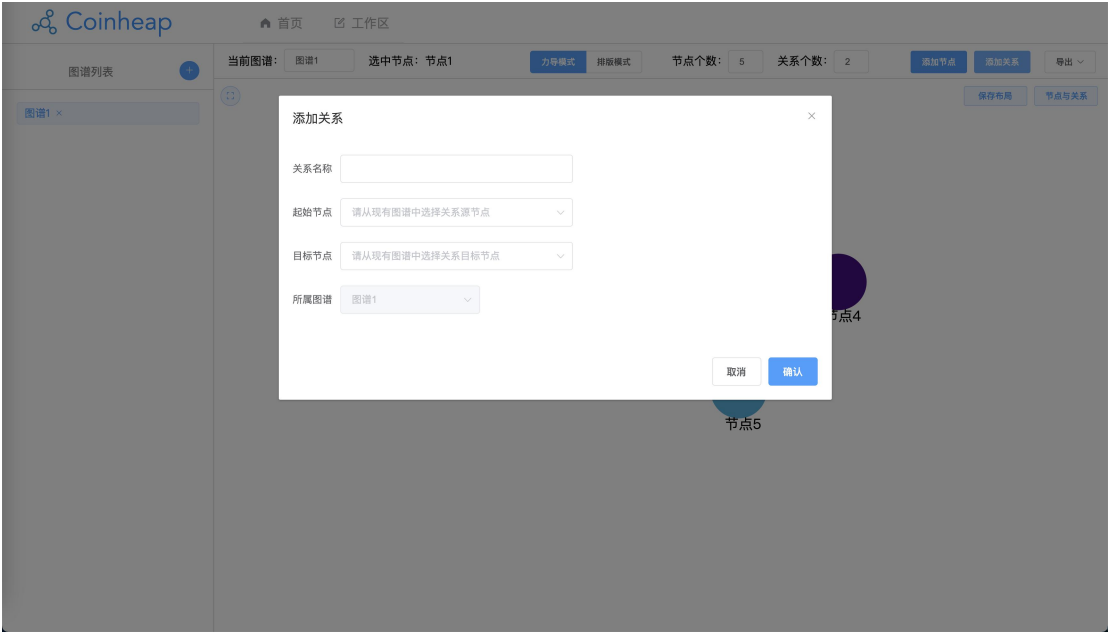 Coinheap
首页
工作区
图谱列表
+
当前图谱: 图谱1
选中节点: 节点1
力导模式
排版模式
节点个数: 5
关系个数: 2
添加节点
添加关系
导出
图谱1 ×
保存布局
节点与关系
添加关系
×
关系名称
起始节点 请从现有图谱中选择关系源节点
目标节点 请从现有图谱中选择关系目标节点
所属图谱 图谱1
取消
确认
节点4
节点5